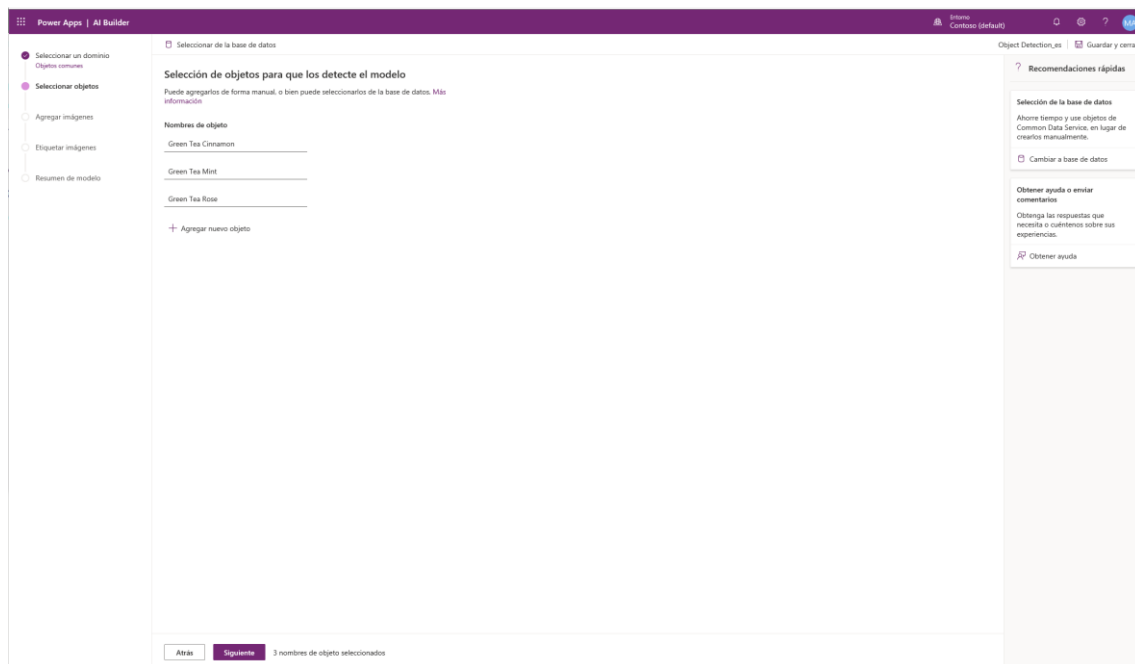 Power Apps | AI Builder
Entorno
Contoso (default)
?
MA
Seleccionar un dominio
Objetos comunes
Seleccionar objetos
Agregar imágenes
Etiquetar imágenes
Resumen de modelo
Seleccionar de la base de datos
Object Detection_es
Guardar y cerra
Selección de objetos para que los detecte el modelo
Puede agregarlos de forma manual, o bien puede seleccionarlos de la base de datos. Más
información
Nombres de objeto
Green Tea Cinnamon
Green Tea Mint
Green Tea Rose
Agregar nuevo objeto
? Recomendaciones rápidas
Selección de la base de datos
Ahorre tiempo y use objetos de
Common Data Service, en lugar de
crearlos manualmente.
Cambiar a base de datos
Obtener ayuda o enviar
comentarios
Obtenga las respuestas que
necesita o cuéntenos sobre sus
experiencias.
Obtener ayuda
Atrás
Siguiente
3 nombres de objeto seleccionados